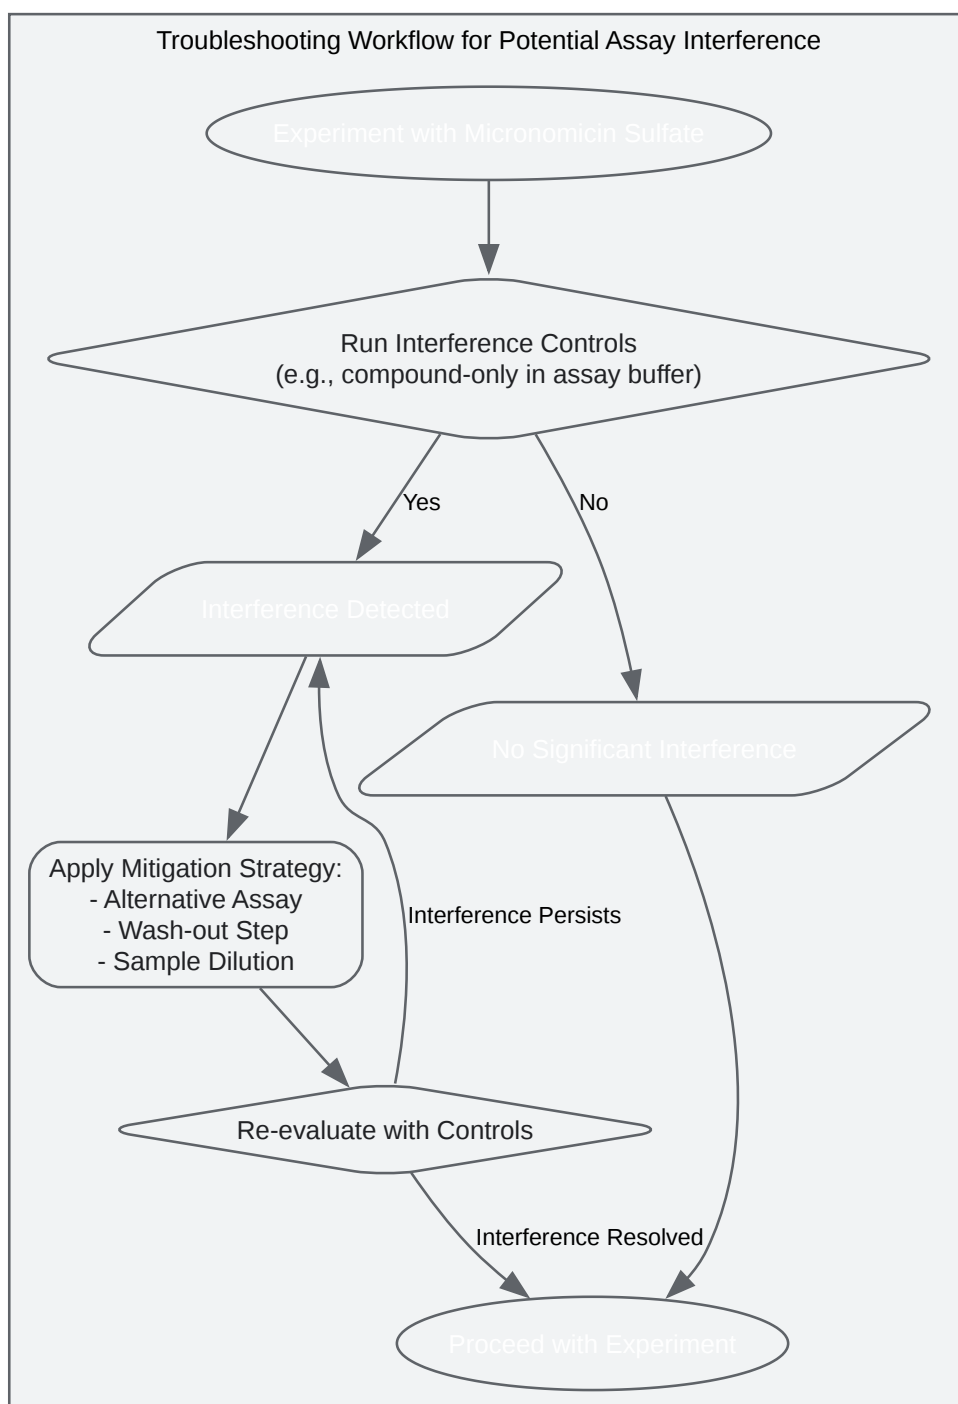 Troubleshooting Workflow for Potential Assay Interference
Experiment with Micronomicin Sulfate
Run Interference Controls
(e.g., compound-only in assay buffer)
Yes
No
Interference Detected
No Significant Interference
Apply Mitigation Strategy:
- Alternative Assay
- Wash-out Step
- Sample Dilution
Interference Persists
Re-evaluate with Controls
Interference Resolved
Proceed with Experiment